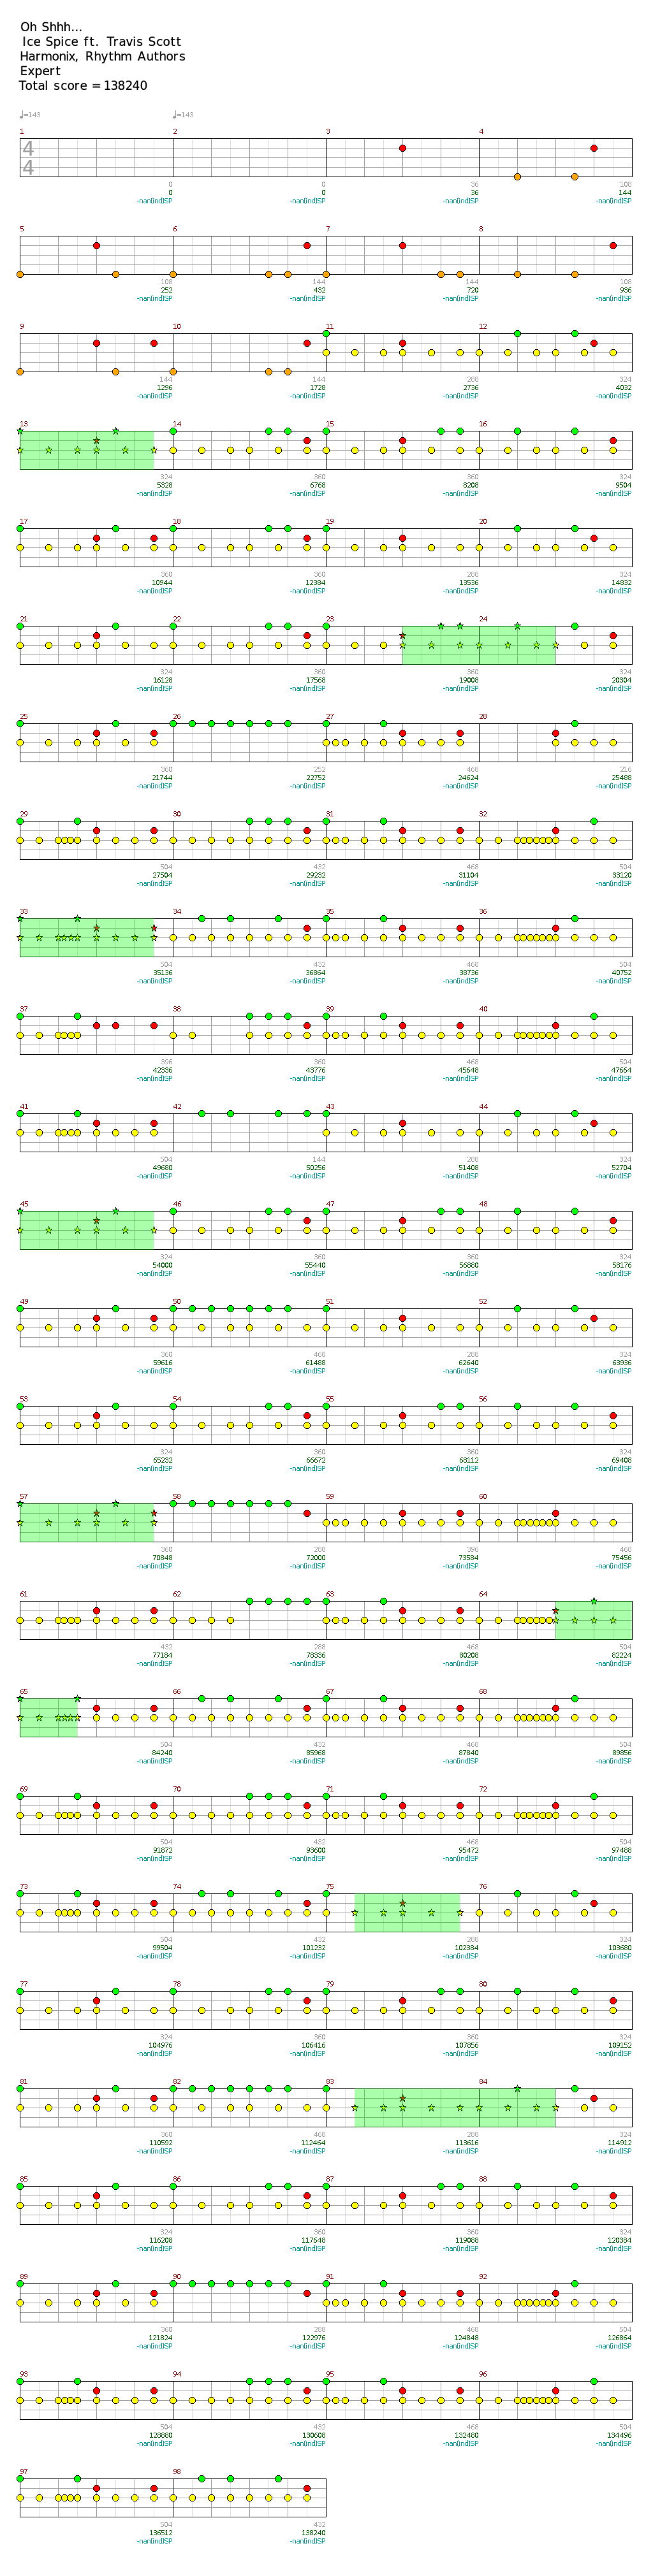 Oh Shhh...
Ice Spice ft. Travis Scott
Harmonix, Rhythm Authors
Expert
Total score = 138240
♩=143 ♩=143
1 2 3 4
4
4
0 0 36 108
0 0 36 144
-nan(ind)SP -nan(ind)SP -nan(ind)SP -nan(ind)SP
5 6 7 8
108 144 144 108
252 432 720 936
-nan(ind)SP -nan(ind)SP -nan(ind)SP -nan(ind)SP
9 10 11 12
144 144 288 324
1296 1728 2736 4032
-nan(ind)SP -nan(ind)SP -nan(ind)SP -nan(ind)SP
13 14 15 16
324 360 360 324
5328 6768 8208 9504
-nan(ind)SP -nan(ind)SP -nan(ind)SP -nan(ind)SP
17 18 19 20
360 360 288 324
10944 12384 13536 14832
-nan(ind)SP -nan(ind)SP -nan(ind)SP -nan(ind)SP
21 22 23 24
324 360 360 324
16128 17568 19008 20304
-nan(ind)SP -nan(ind)SP -nan(ind)SP -nan(ind)SP
25 26 27 28
360 252 468 216
21744 22752 24624 25488
-nan(ind)SP -nan(ind)SP -nan(ind)SP -nan(ind)SP
29 30 31 32
504 432 468 504
27504 29232 31104 33120
-nan(ind)SP -nan(ind)SP -nan(ind)SP -nan(ind)SP
33 34 35 36
504 432 468 504
35136 36864 38736 40752
-nan(ind)SP -nan(ind)SP -nan(ind)SP -nan(ind)SP
37 38 39 40
396 360 468 504
42336 43776 45648 47664
-nan(ind)SP -nan(ind)SP -nan(ind)SP -nan(ind)SP
41 42 43 44
504 144 288 324
49680 50256 51408 52704
-nan(ind)SP -nan(ind)SP -nan(ind)SP -nan(ind)SP
45 46 47 48
324 360 360 324
54000 55440 56880 58176
-nan(ind)SP -nan(ind)SP -nan(ind)SP -nan(ind)SP
49 50 51 52
360 468 288 324
59616 61488 62640 63936
-nan(ind)SP -nan(ind)SP -nan(ind)SP -nan(ind)SP
53 54 55 56
324 360 360 324
65232 66672 68112 69408
-nan(ind)SP -nan(ind)SP -nan(ind)SP -nan(ind)SP
57 58 59 60
360 288 396 468
70848 72000 73584 75456
-nan(ind)SP -nan(ind)SP -nan(ind)SP -nan(ind)SP
61 62 63 64
432 288 468 504
77184 78336 80208 82224
-nan(ind)SP -nan(ind)SP -nan(ind)SP -nan(ind)SP
65 66 67 68
504 432 468 504
84240 85968 87840 89856
-nan(ind)SP -nan(ind)SP -nan(ind)SP -nan(ind)SP
69 70 71 72
504 432 468 504
91872 93600 95472 97488
-nan(ind)SP -nan(ind)SP -nan(ind)SP -nan(ind)SP
73 74 75 76
504 432 288 324
99504 101232 102384 103680
-nan(ind)SP -nan(ind)SP -nan(ind)SP -nan(ind)SP
77 78 79 80
324 360 360 324
104976 106416 107856 109152
-nan(ind)SP -nan(ind)SP -nan(ind)SP -nan(ind)SP
81 82 83 84
360 468 288 324
110592 112464 113616 114912
-nan(ind)SP -nan(ind)SP -nan(ind)SP -nan(ind)SP
85 86 87 88
324 360 360 324
116208 117648 119088 120384
-nan(ind)SP -nan(ind)SP -nan(ind)SP -nan(ind)SP
89 90 91 92
360 288 468 504
121824 122976 124848 126864
-nan(ind)SP -nan(ind)SP -nan(ind)SP -nan(ind)SP
93 94 95 96
504 432 468 504
128880 130608 132480 134496
-nan(ind)SP -nan(ind)SP -nan(ind)SP -nan(ind)SP
97 98
504 432
136512 138240
-nan(ind)SP -nan(ind)SP